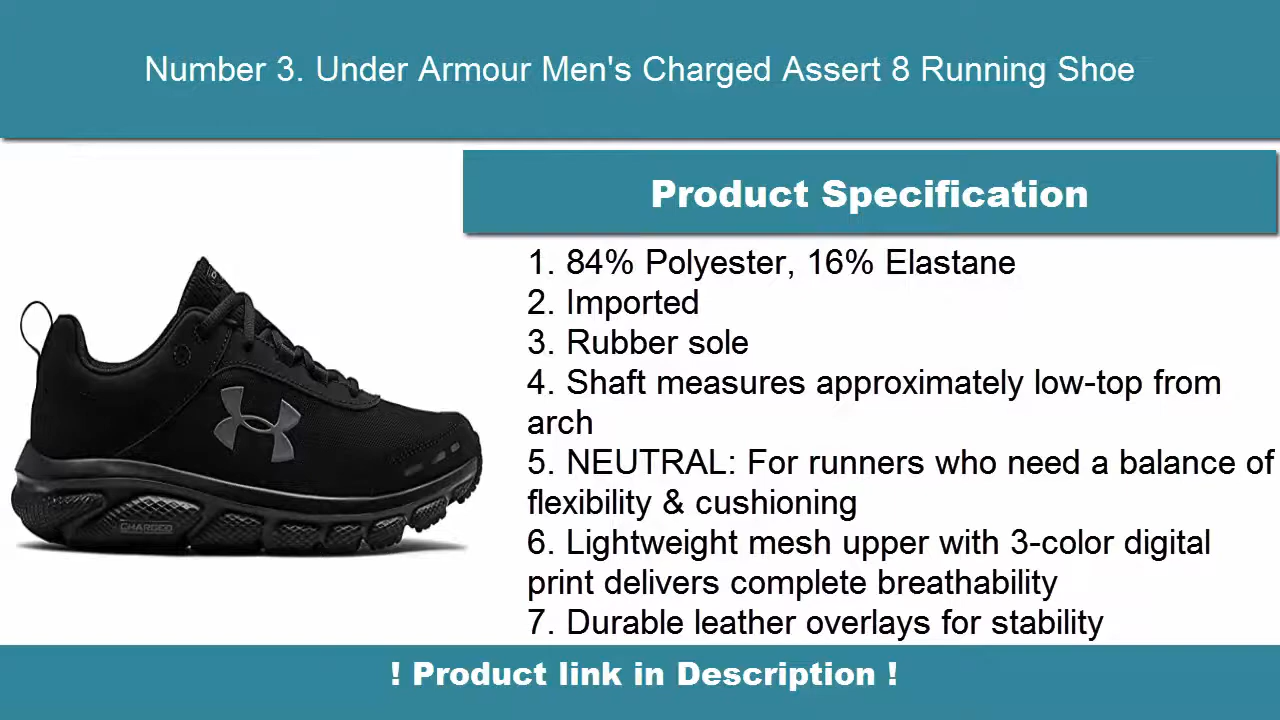 Number 3. Under Armour Men's Charged Assert 8 Running Shoe
Product Specification
1. 84% Polyester, 16% Elastane
2. Imported
3. Rubber sole
4. Shaft measures approximately low-top from
arch
5. NEUTRAL: For runners who need a balance of
flexibility & cushioning
6. Lightweight mesh upper with 3-color digital
print delivers complete breathability
7. Durable leather overlays for stability
CHARGED
! Product link in Description !